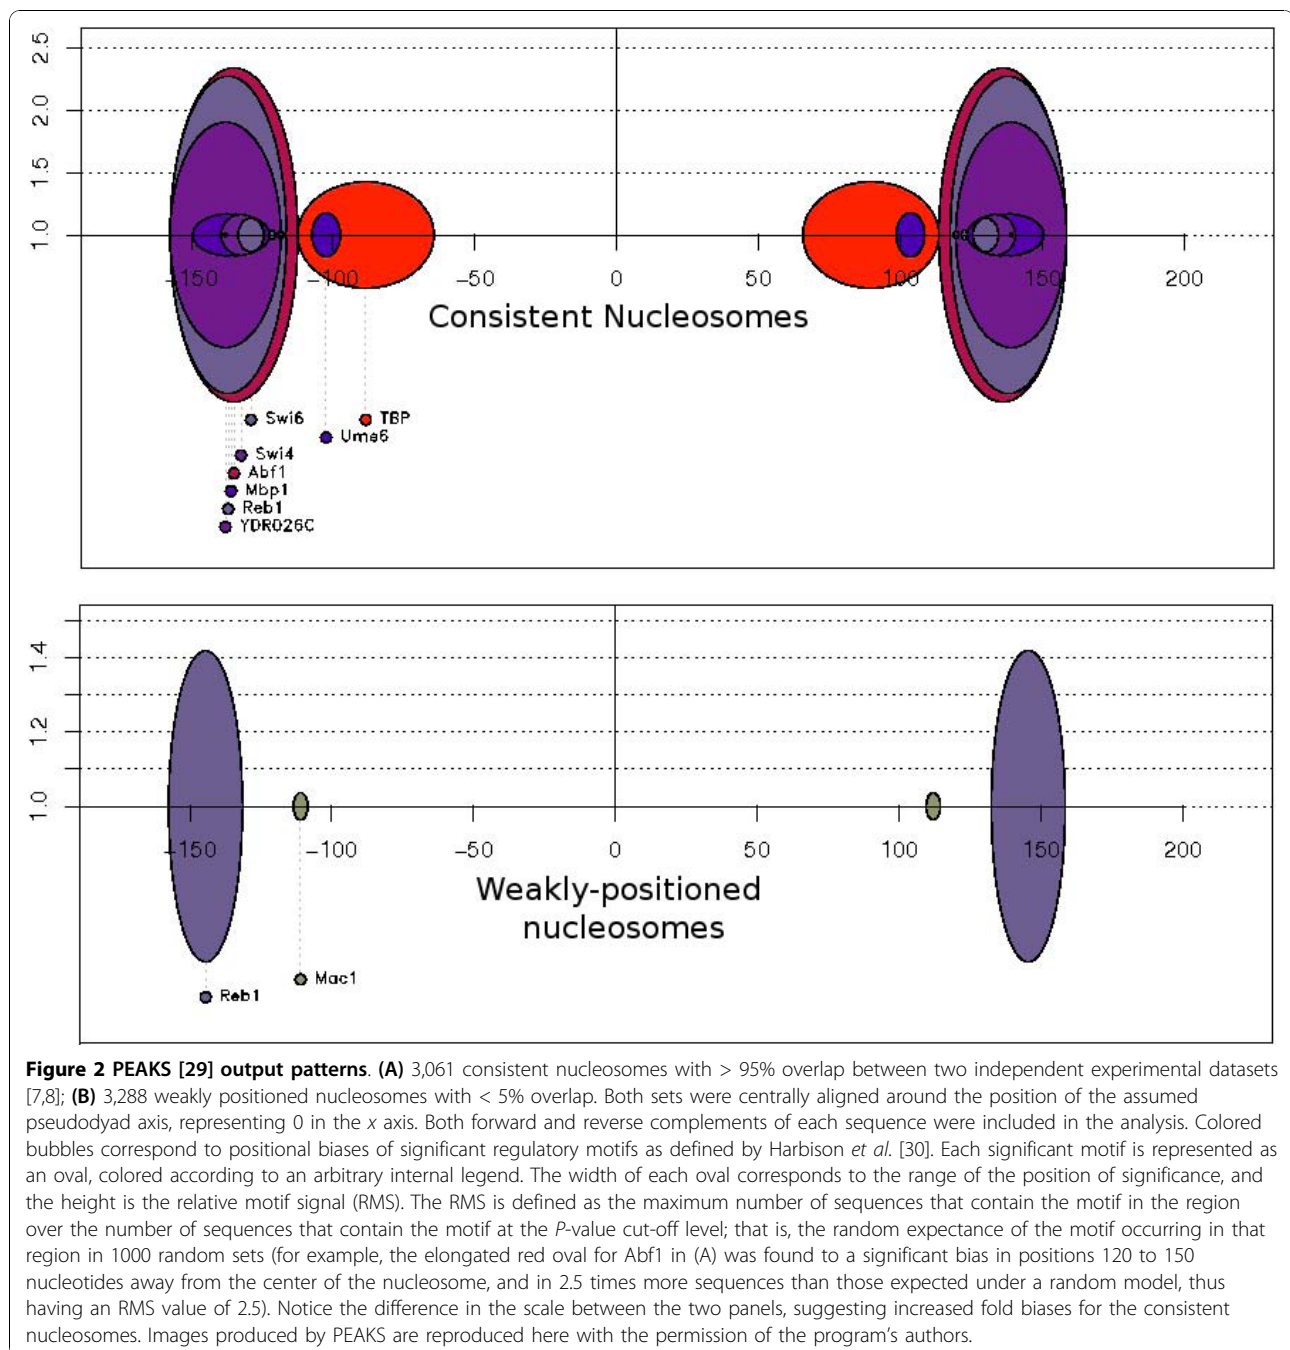 2.5
2.0
1.5
1.0
-150 -100 -50 0 50 100 150 200
Consistent Nucleosomes
Swi6 TBP
Ume6
Swi4
Abf1
Mbp1
Reb1
YDR026C
1.4
1.2
1.0
-150 -100 -50 0 50 100 150 200
Weakly-positioned
nucleosomes
Mac1
Reb1
Figure 2 PEAKS [29] output patterns. (A) 3,061 consistent nucleosomes with > 95% overlap between two independent experimental datasets
[7,8]; (B) 3,288 weakly positioned nucleosomes with < 5% overlap. Both sets were centrally aligned around the position of the assumed
pseudodyad axis, representing 0 in the x axis. Both forward and reverse complements of each sequence were included in the analysis. Colored
bubbles correspond to positional biases of significant regulatory motifs as defined by Harbison et al. [30]. Each significant motif is represented as
an oval, colored according to an arbitrary internal legend. The width of each oval corresponds to the range of the position of significance, and
the height is the relative motif signal (RMS). The RMS is defined as the maximum number of sequences that contain the motif in the region
over the number of sequences that contain the motif at the P-value cut-off level; that is, the random expectance of the motif occurring in that
region in 1000 random sets (for example, the elongated red oval for Abf1 in (A) was found to a significant bias in positions 120 to 150
nucleotides away from the center of the nucleosome, and in 2.5 times more sequences than those expected under a random model, thus
having an RMS value of 2.5). Notice the difference in the scale between the two panels, suggesting increased fold biases for the consistent
nucleosomes. Images produced by PEAKS are reproduced here with the permission of the program's authors.